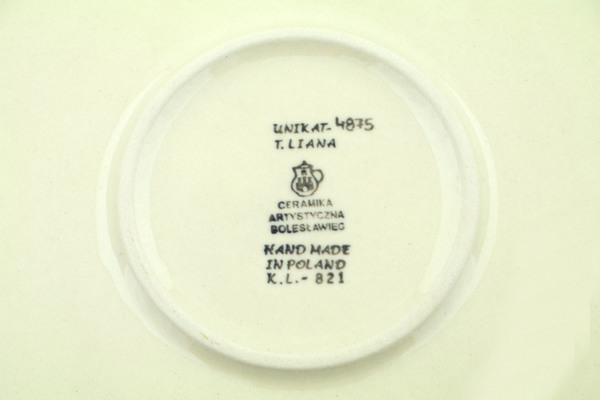 UNIKAT-4875
T. LIANA
CERAMIKA
ARTYSTYCZNA
BOLESŁAWIEC
HAND MADE
IN POLAND
K.L.- 821